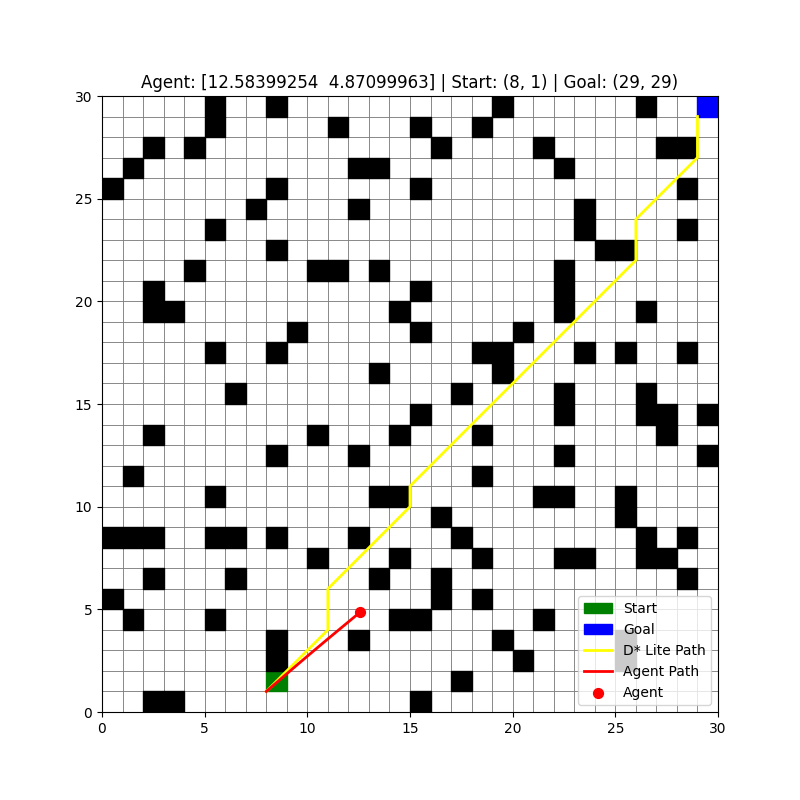 Agent: [12.58399254  4.87099963] | Start: (8, 1) | Goal: (29, 29)
30
25
20
15
10
5
0
0 5 10 15 20 25 30
Start
Goal
D* Lite Path
Agent Path
Agent